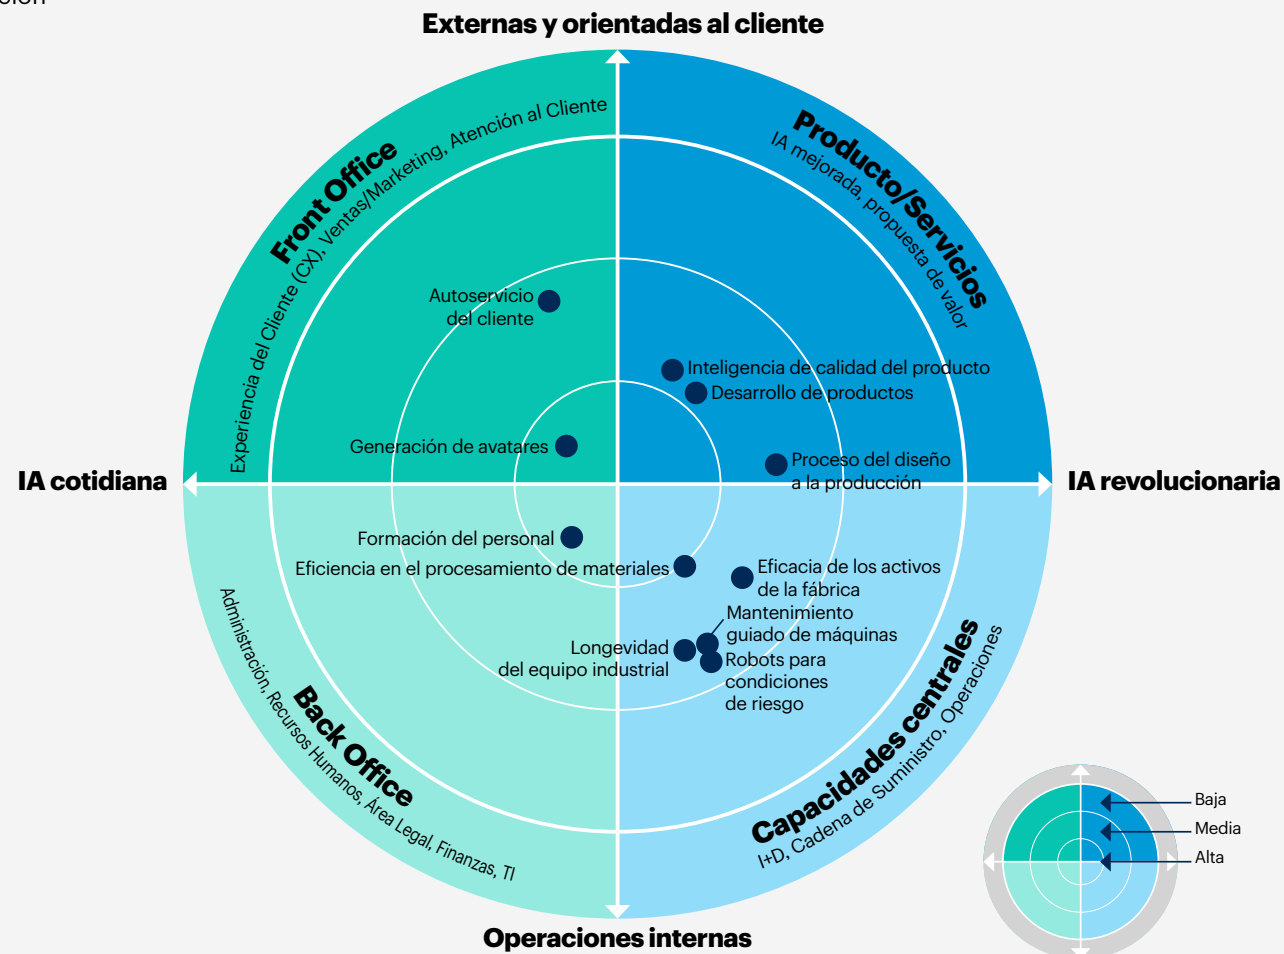 Externas y orientadas al cliente
Front Office
Experiencia del Cliente (CX), Ventas/Marketing, Atención al Cliente
Producto/Servicios
IA mejorada, propuesta de valor
Autoservicio
del cliente
Inteligencia de calidad del producto
Desarrollo de productos
Generación de avatares
Proceso del diseño
a la producción
IA cotidiana
IA revolucionaria
Formación del personal
Eficiencia en el procesamiento de materiales
Eficacia de los activos
de la fábrica
Mantenimiento
guiado de máquinas
Longevidad
del equipo industrial
Robots para
condiciones
de riesgo
Back Office
Administración, Recursos Humanos, Área Legal, Finanzas, TI
Capacidades centrales
I+D, Cadena de Suministro, Operaciones
Operaciones internas
Baja
Media
Alta